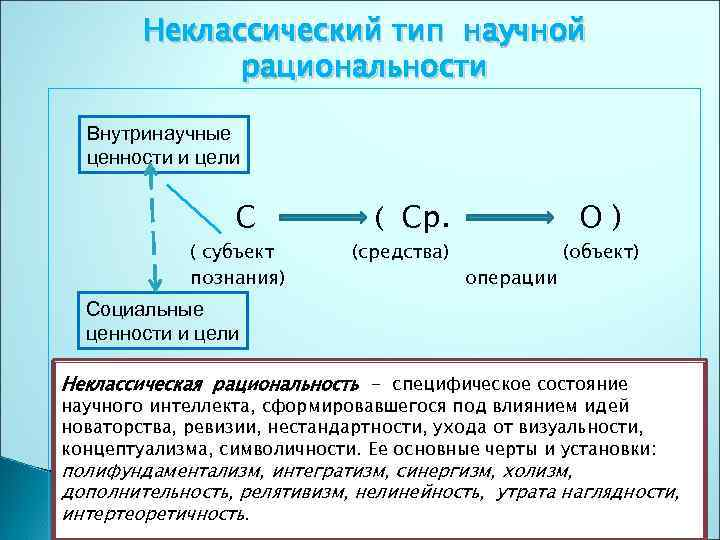 Неклассический тип научной
рациональности
Внутринаучные
ценности и цели
С ( Ср. О )
( субъект (средства) (объект)
познания) операции
Социальные
ценности и цели
Неклассическая рациональность – специфическое состояние
научного интеллекта, сформировавшегося под влиянием идей
новаторства, ревизии, нестандартности, ухода от визуальности,
концептуализма, символичности. Ее основные черты и установки:
полифундаментализм, интегратизм, синергизм, холизм,
дополнительность, релятивизм, нелинейность, утрата наглядности,
интертеоретичность.